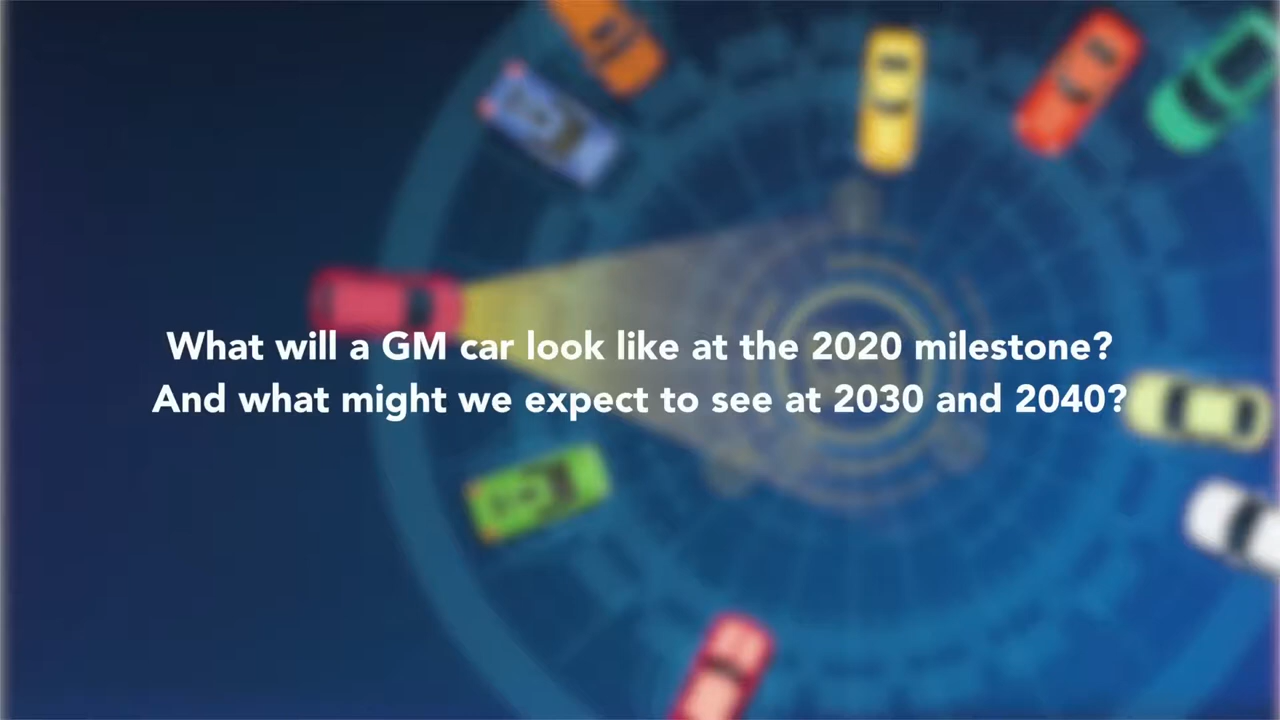 What will a GM car look like at the 2020 milestone?
And what might we expect to see at 2030 and 2040?